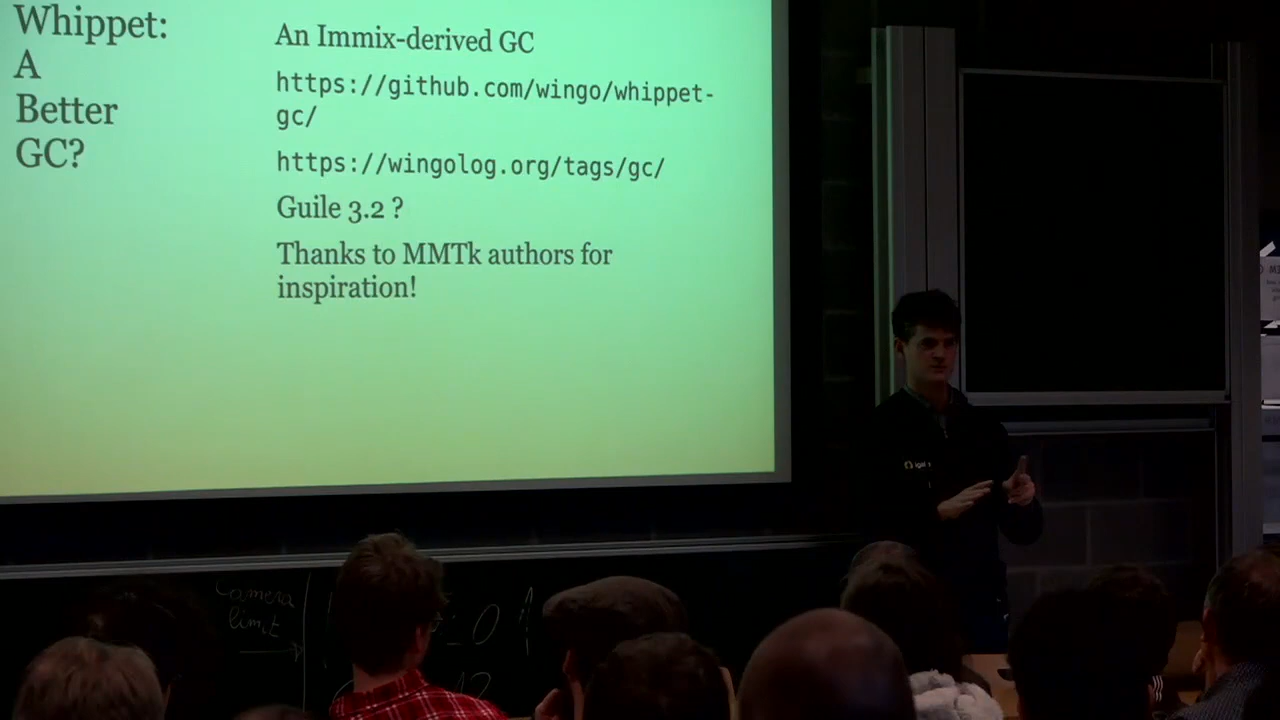 Whippet:
A
Better
GC?
An Immix-derived GC
https://github.com/wingo/whippet-
gc/
https://wingolog.org/tags/gc/
Guile 3.2 ?
Thanks to MMTk authors for
inspiration!
Camera
limit